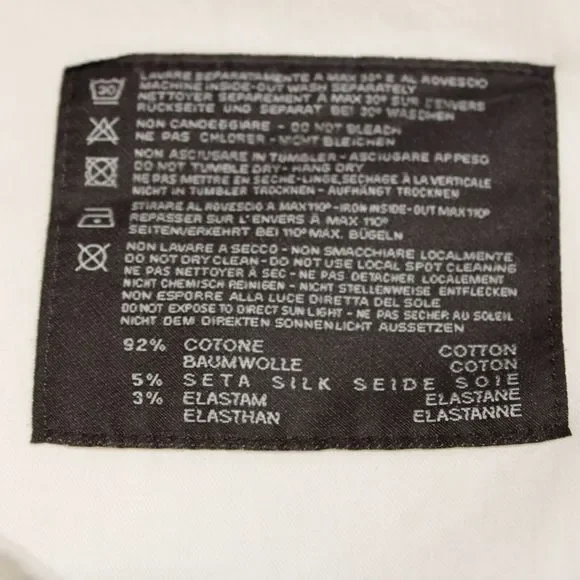 30
LAVARE SEPARATAMENTE A MAX 30° E AL ROVESCIO
MACHINE INSIDE-OUT WASH SEPARATELY
NETTOYER SEPAREMENT A MAX 30° SUR L'ENVERS
RÜCKSEITE UND SEPARAT BEI 30° WASCHEN
NON CANDEGGIARE - DO NOT BLEACH
NE PAS CHLORER - NICHT BLEICHEN
NON ASCIUGARE IN TUMBLER - ASCIUGARE APPESO
DO NOT TUMBLE DRY - HANG DRY
NE PAS METTRE EN SECHE-LINGE, SECHAGE A LA VERTICALE
NICHT IN TUMBLER TROCKNEN - AUFHÄNGT TROCKNEN
STIRARE AL ROVESCIO A MAX 110° - IRON INSIDE-OUT MAX 110°
REPASSER SUR L'ENVERS À MAX 110°
SEITENVERKEHRT BEI 110° MAX. BÜGELN
NON LAVARE A SECCO - NON SMACCHIARE LOCALMENTE
DO NOT DRY CLEAN - DO NOT USE LOCAL SPOT CLEANING
NE PAS NETTOYER À SEC - NE PAS DETACHER LOCALEMENT
NICHT CHEMISCH REINIGEN - NICHT STELLENWEISE ENTFLECKEN
NON ESPORRE ALLA LUCE DIRETTA DEL SOLE
DO NOT EXPOSE TO DIRECT SUN LIGHT - NE PAS SECHER AU SOLEIL
NICHT DEM DIREKTEN SONNENLICHT AUSSETZEN
92% COTONE COTTON
BAUMWOLLE COTON
5% SETA SILK SEIDE SOIE
3% ELASTAM ELASTANE
ELASTHAN ELASTANNE